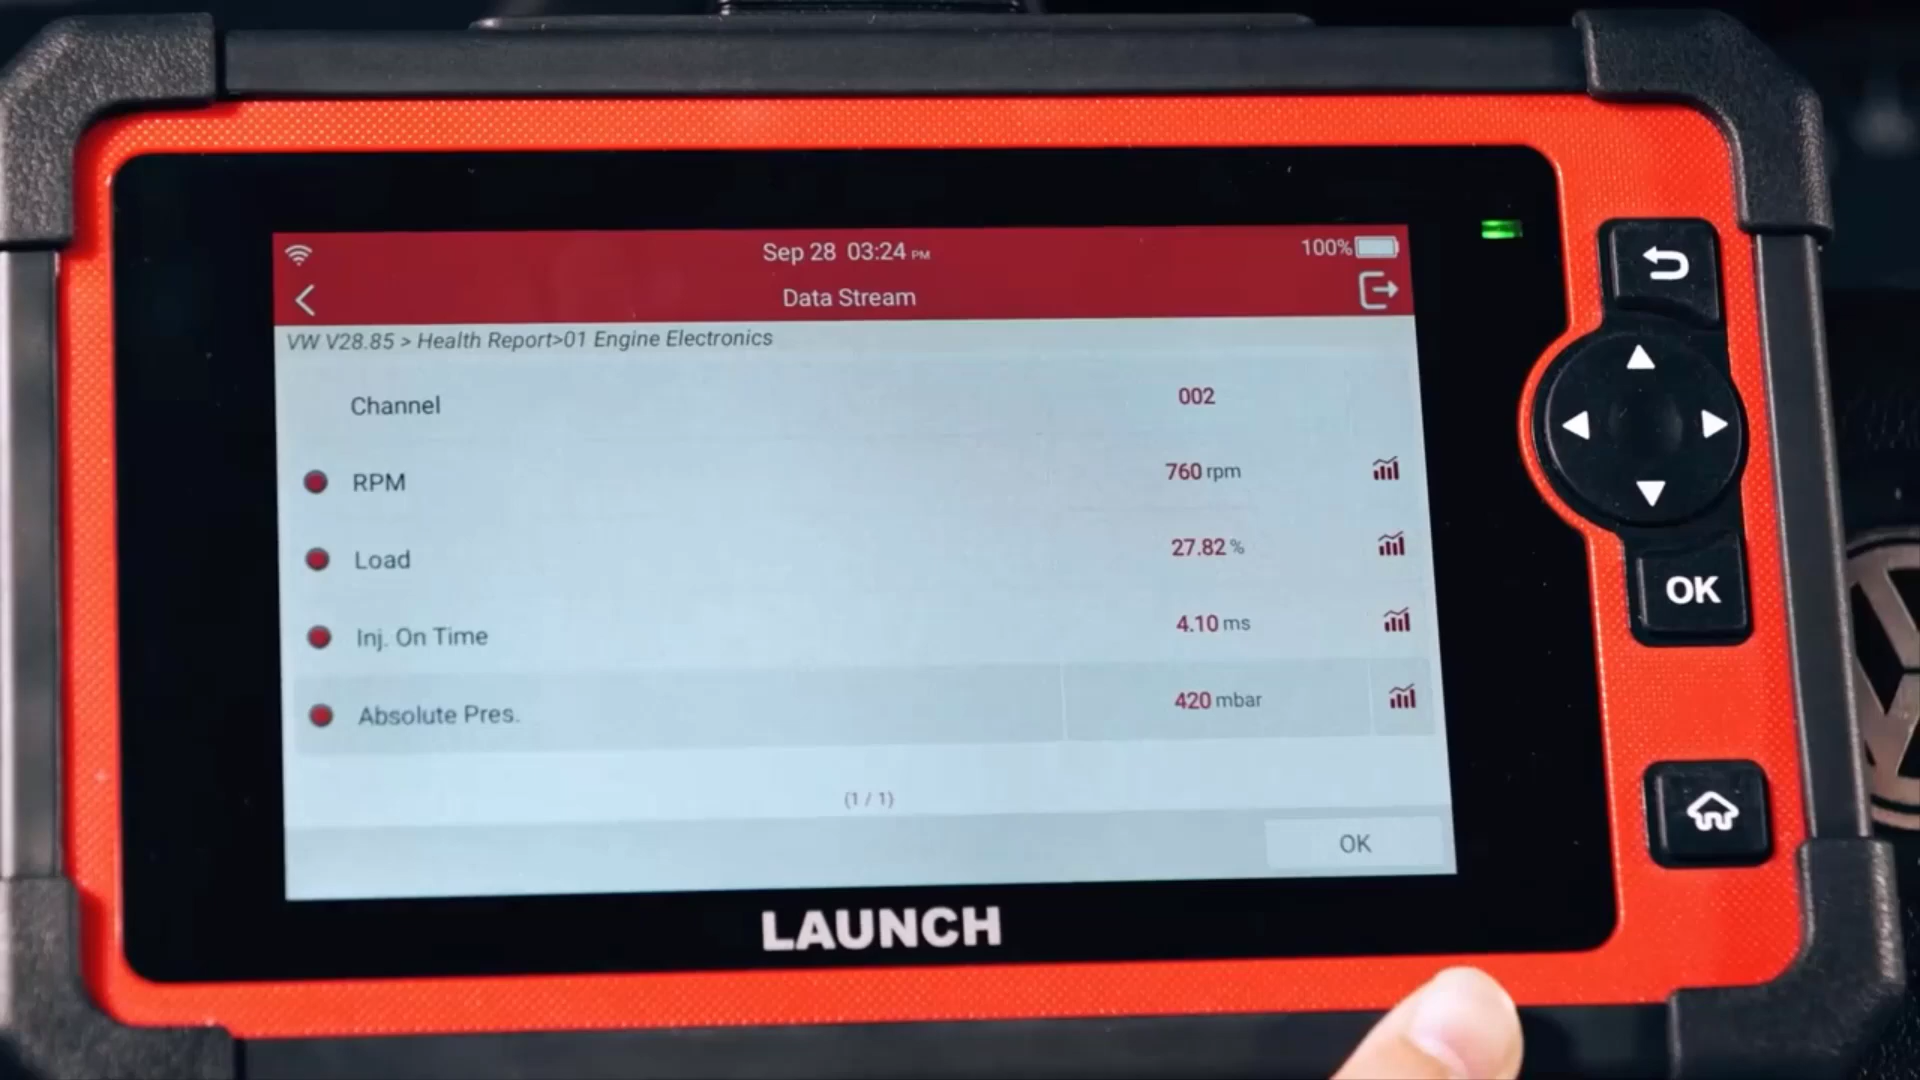 Sep 28 03:24 PM
100%
Data Stream
VW V28.85 > Health Report>01 Engine Electronics
Channel 002
RPM 760 rpm
Load 27.82 %
Inj. On Time 4.10 ms
Absolute Pres. 420 mbar
(1 / 1)
OK
LAUNCH
OK